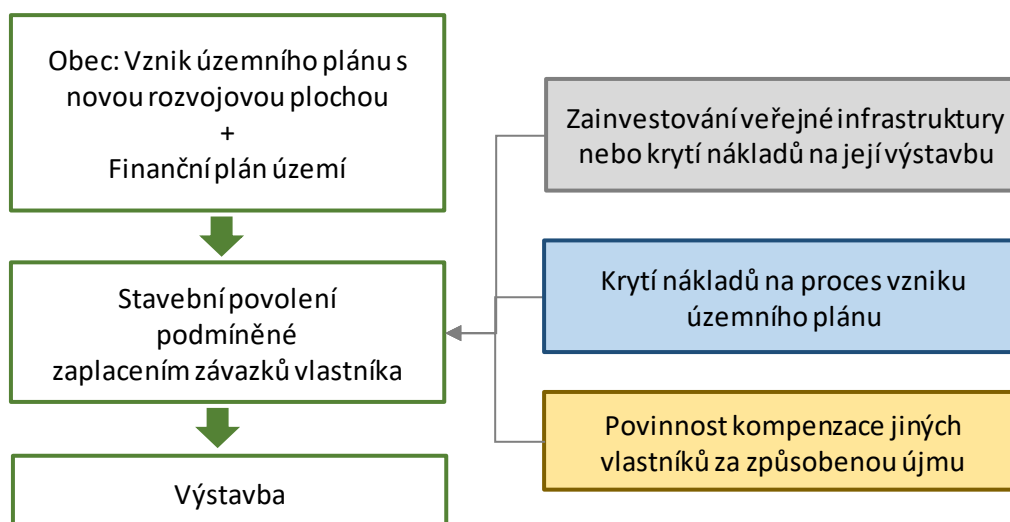 Obec: Vznik územního plánu s
novou rozvojovou plochou
+
Finanční plán území
Stavební povolení
podmíněné
zaplacením závazků vlastníka
Výstavba
Zainvestování veřejné infrastruktury
nebo krytí nákladů na její výstavbu
Krytí nákladů na proces vzniku
územního plánu
Povinnost kompenzace jiných
vlastníků za způsobenou újmu